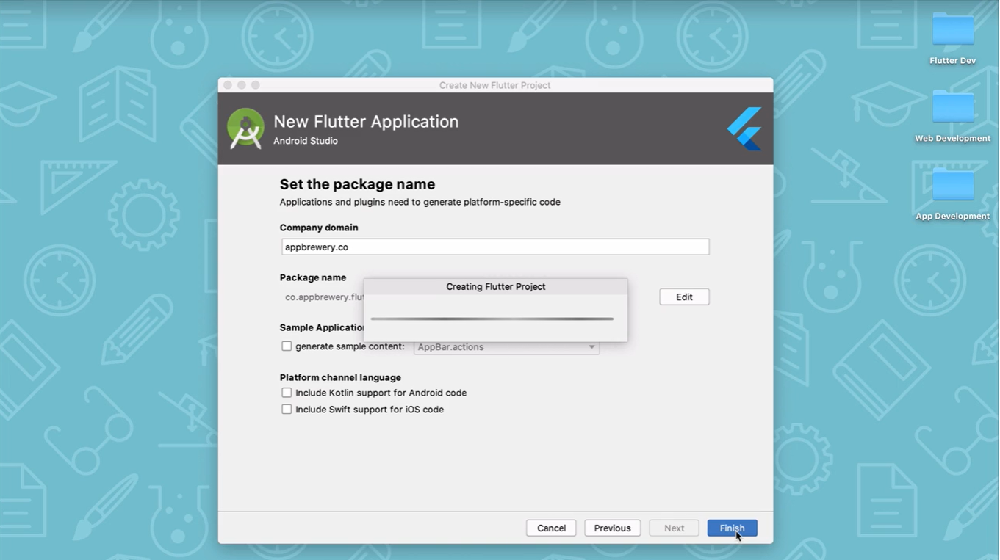 Flutter Dev
Web Development
App Development
Create New Flutter Project
New Flutter Application
Android Studio
Set the package name
Applications and plugins need to generate platform-specific code
Company domain
appbrewery.co
Package name
co.appbrewery.flut
Edit
Creating Flutter Project
Sample Application
generate sample content: AppBar.actions
Platform channel language
Include Kotlin support for Android code
Include Swift support for iOS code
Cancel Previous Next Finish